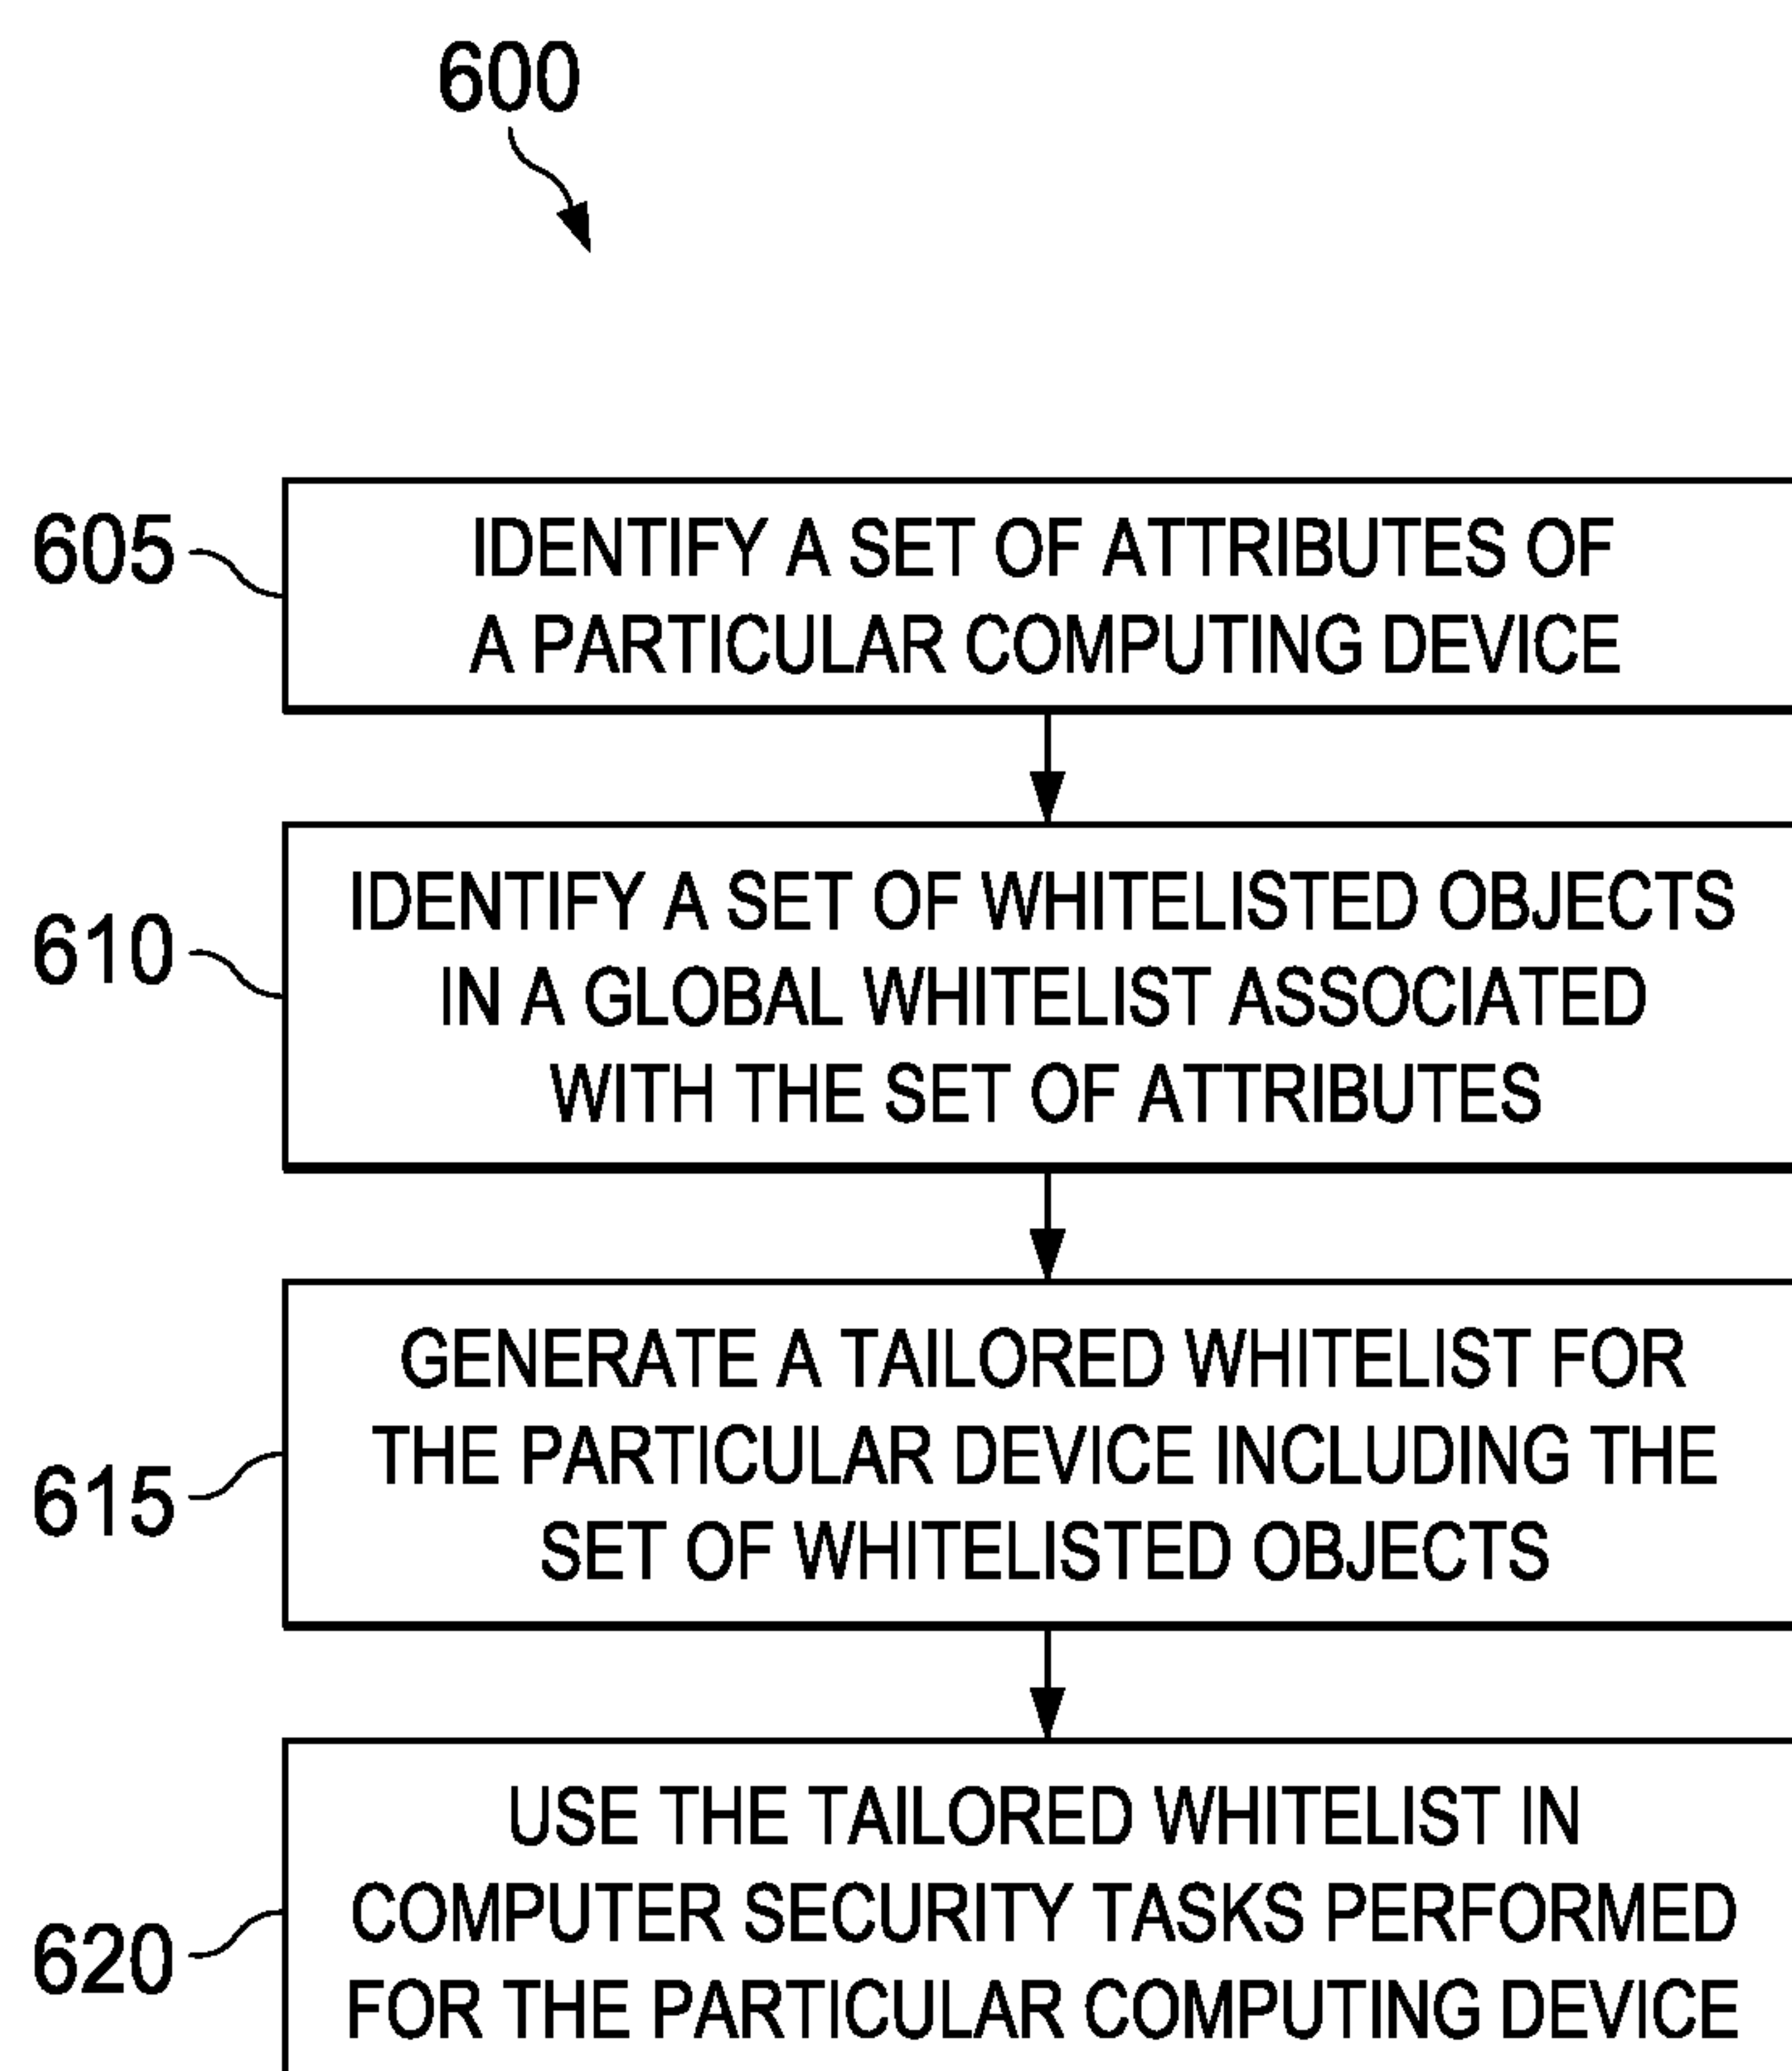 600
605
IDENTIFY A SET OF ATTRIBUTES OF
A PARTICULAR COMPUTING DEVICE
610
IDENTIFY A SET OF WHITELISTED OBJECTS
IN A GLOBAL WHITELIST ASSOCIATED
WITH THE SET OF ATTRIBUTES
615
GENERATE A TAILORED WHITELIST FOR
THE PARTICULAR DEVICE INCLUDING THE
SET OF WHITELISTED OBJECTS
620
USE THE TAILORED WHITELIST IN
COMPUTER SECURITY TASKS PERFORMED
FOR THE PARTICULAR COMPUTING DEVICE